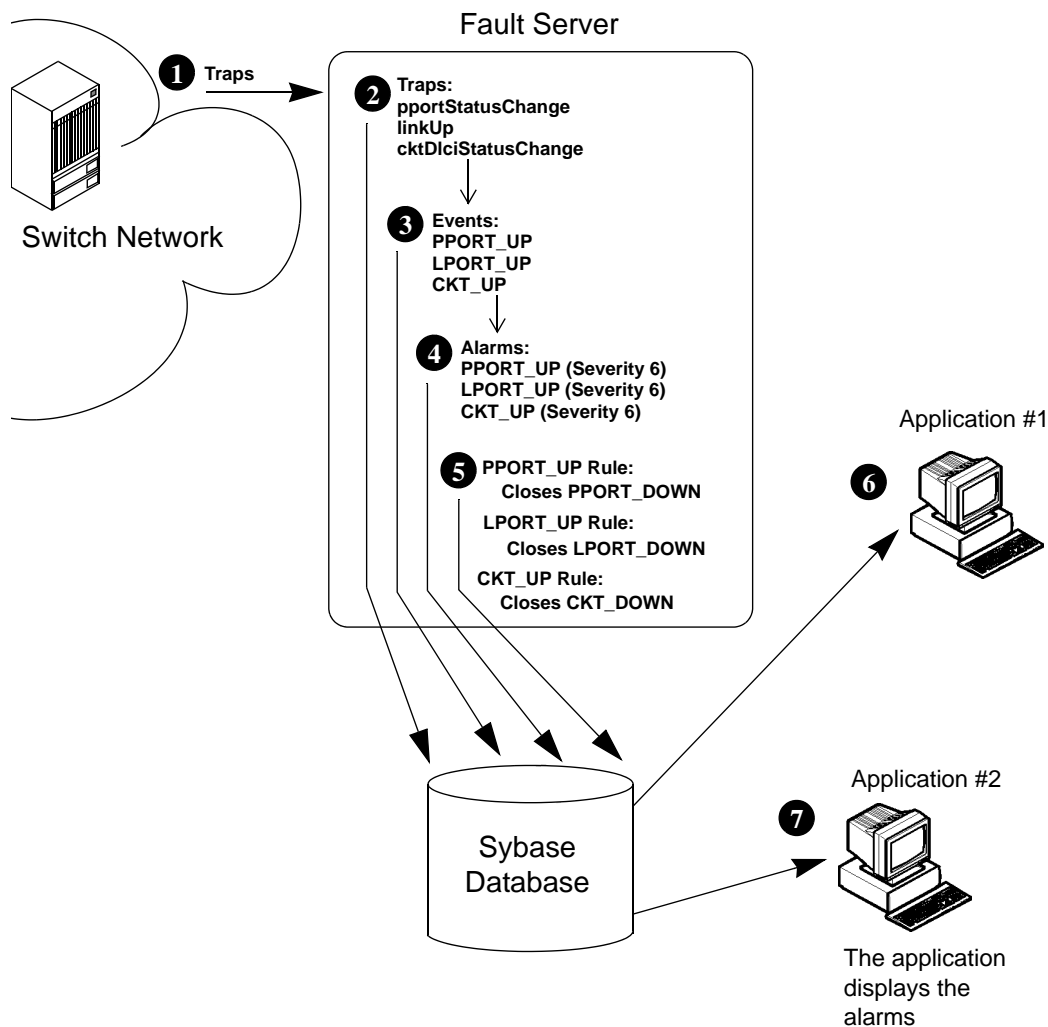 Fault Server
1 Traps
2 Traps:
pportStatusChange
linkUp
cktDlciStatusChange
Switch Network
3 Events:
PPORT_UP
LPORT_UP
CKT_UP
4 Alarms:
PPORT_UP (Severity 6)
LPORT_UP (Severity 6)
CKT_UP (Severity 6)
5 PPORT_UP Rule:
Closes PPORT_DOWN
LPORT_UP Rule:
Closes LPORT_DOWN
CKT_UP Rule:
Closes CKT_DOWN
Application #1
6
Sybase
Database
Application #2
7
The application
displays the
alarms